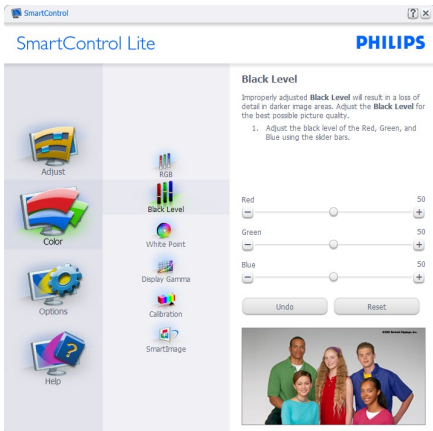 SmartControl
SmartControl Lite
PHILIPS
Adjust
Color
Options
Help
RGB
Black Level
White Point
Display Gamma
Calibration
SmartImage
Black Level
Improperly adjusted Black Level will result in a loss of
detail in darker image areas. Adjust the Black Level for
the best possible picture quality.
1. Adjust the black level of the Red, Green, and
Blue using the slider bars.
Red 50
Green 50
Blue 50
Undo Reset